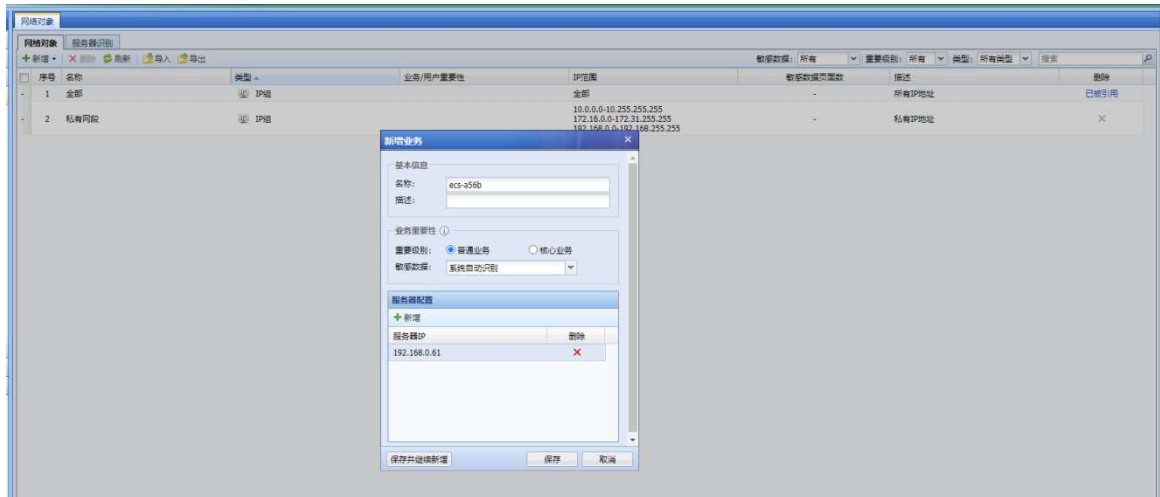 网络对象
网络对象 服务器识别
新增 删除 刷新 导入 导出 敏感数据: 所有 重要级别: 所有 类型: 所有类型 搜索
序号 名称 类型 业务/用户重要性 IP范围 敏感数据页面数 描述 删除
- 1 全部 IP组 全部 - 所有IP地址 已被引用
- 2 私有网段 IP组 10.0.0.0-10.255.255.255 - 私有IP地址
172.16.0.0-172.31.255.255
192.168.0.0-192.168.255.255
新增业务
基本信息
名称: ecs-a56b
描述:
业务重要性
重要级别: 普通业务 核心业务
敏感数据: 系统自动识别
服务器配置
新增
服务器IP 删除
192.168.0.61
保存并继续新增 保存 取消